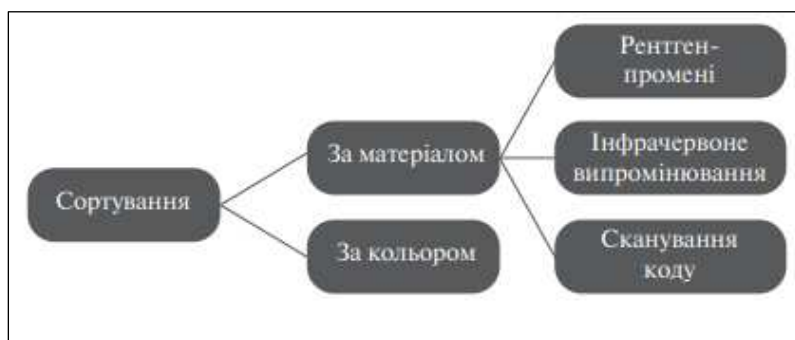 Сортування
За матеріалом
За кольором
Рентген-
промені
Інфрачервоне
випромінювання
Сканування
коду